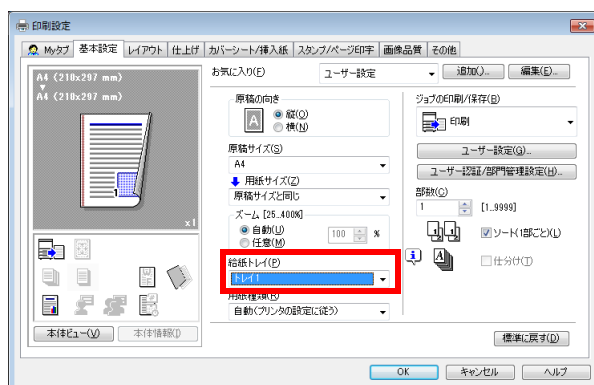 印刷設定
Myタブ 基本設定 レイアウト 仕上げ カバーシート/挿入紙 スタンプ/ページ印字 画像品質 その他
A4 (210x297 mm)
A4 (210x297 mm)
1
x1
本体ビュー(V) 本体情報(I)
お気に入り(F) ユーザー設定 追加()... 編集(E)...
原稿の向き
A
縦(O)
横(N)
原稿サイズ(S)
A4
用紙サイズ(Z)
原稿サイズと同じ
ズーム [25..400%]
自動(U)
任意(M)
100 %
給紙トレイ(P)
トレイ1
用紙種類(R)
自動(プリンタの設定に従う)
ジョブの印刷/保存(B)
印刷
ユーザー設定(G)...
ユーザー認証/部門管理設定(H)...
部数(C)
1 [1..9999]
ソート(1部ごと)(X)
仕分け(T)
標準に戻す(D)
OK キャンセル ヘルプ